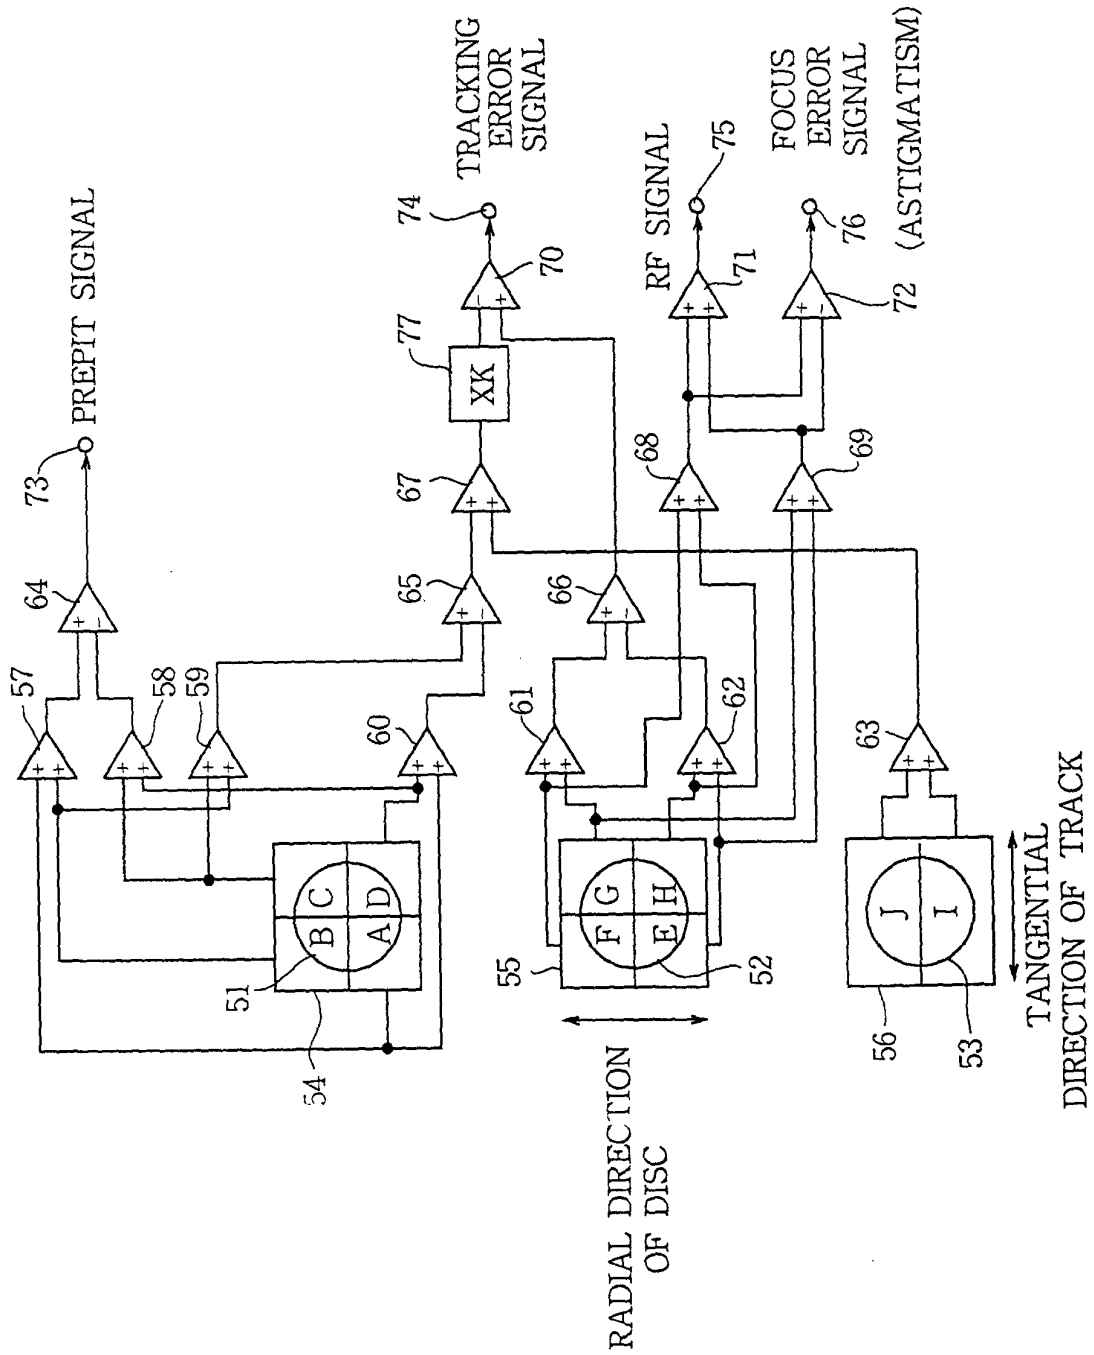 PREPIT SIGNAL
73
64
57
58
59
60
+
+
+
+
+
+
+
+
+
−
51
B
C
A
D
54
TRACKING
ERROR
SIGNAL
74
70
−
+
77
XK
67
+
+
65
+
−
66
+
−
61
+
+
62
+
+
55
F
G
E
H
52
RADIAL DIRECTION
OF DISC
RF SIGNAL
75
71
+
+
68
+
+
FOCUS
ERROR
SIGNAL
(ASTIGMATISM)
76
72
+
−
69
+
+
63
+
+
J
I
56
53
TANGENTIAL
DIRECTION OF TRACK